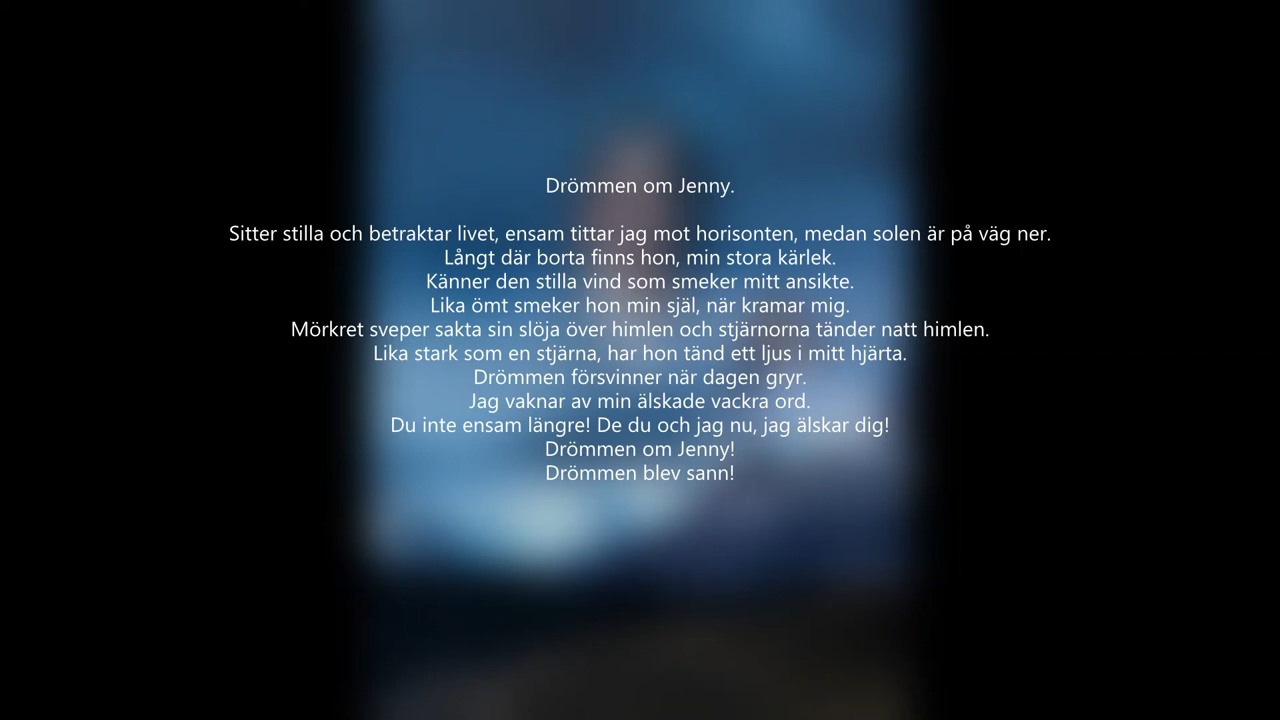 Drömmen om Jenny.
Sitter stilla och betraktar livet, ensam tittar jag mot horisonten, medan solen är på väg ner.
Långt där borta finns hon, min stora kärlek.
Känner den stilla vind som smeker mitt ansikte.
Lika ömt smeker hon min själ, när kramar mig.
Mörkret sveper sakta sin slöja över himlen och stjärnorna tänder natt himlen.
Lika stark som en stjärna, har hon tänd ett ljus i mitt hjärta.
Drömmen försvinner när dagen gryr.
Jag vaknar av min älskade vackra ord.
Du inte ensam längre! De du och jag nu, jag älskar dig!
Drömmen om Jenny!
Drömmen blev sann!